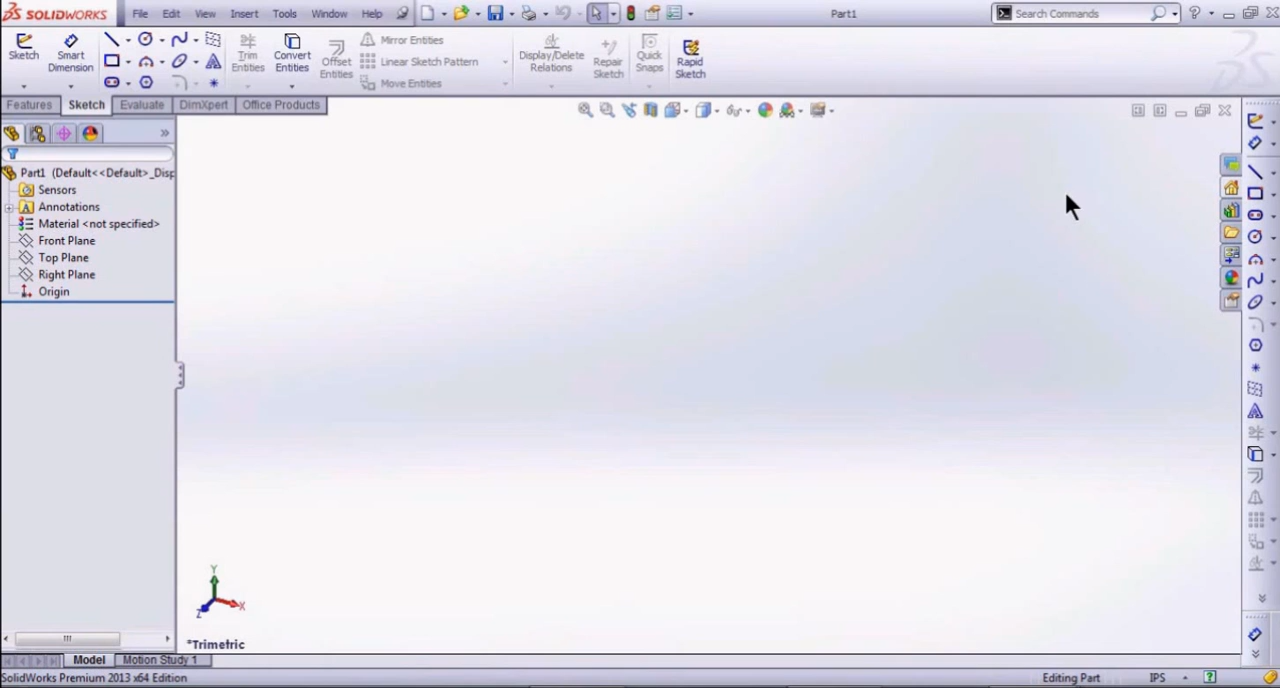 SOLIDWORKS File Edit View Insert Tools Window Help Part1 Search Commands
Sketch Smart Dimension Trim Entities Convert Entities Offset Entities Mirror Entities Linear Sketch Pattern Move Entities Display/Delete Relations Repair Sketch Quick Snaps Rapid Sketch
Features Sketch Evaluate DimXpert Office Products
Part1 (Default<<Default>_Disp
Sensors
Annotations
Material <not specified>
Front Plane
Top Plane
Right Plane
Origin
Y
X
Z
*Trimetric
Model Motion Study 1
SolidWorks Premium 2013 x64 Edition Editing Part IPS